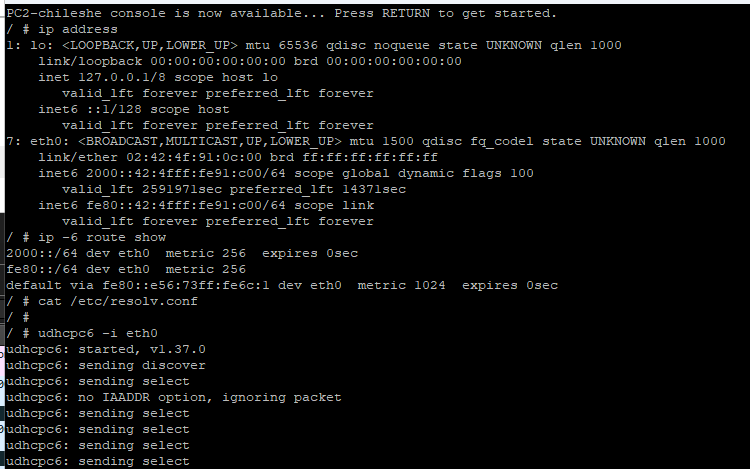 PC2-chileshe console is now available... Press RETURN to get started.
/ # ip address
1: lo: <LOOPBACK,UP,LOWER_UP> mtu 65536 qdisc noqueue state UNKNOWN qlen 1000
    link/loopback 00:00:00:00:00:00 brd 00:00:00:00:00:00
    inet 127.0.0.1/8 scope host lo
       valid_lft forever preferred_lft forever
    inet6 ::1/128 scope host
       valid_lft forever preferred_lft forever
7: eth0: <BROADCAST,MULTICAST,UP,LOWER_UP> mtu 1500 qdisc fq_codel state UNKNOWN qlen 1000
    link/ether 02:42:4f:91:0c:00 brd ff:ff:ff:ff:ff:ff
    inet6 2000::42:4fff:fe91:c00/64 scope global dynamic flags 100
       valid_lft 2591971sec preferred_lft 14371sec
    inet6 fe80::42:4fff:fe91:c00/64 scope link
       valid_lft forever preferred_lft forever
/ # ip -6 route show
2000::/64 dev eth0  metric 256  expires 0sec
fe80::/64 dev eth0  metric 256
default via fe80::e56:73ff:fe6c:1 dev eth0  metric 1024  expires 0sec
/ # cat /etc/resolv.conf
/ #
/ # udhcpc6 -i eth0
udhcpc6: started, v1.37.0
udhcpc6: sending discover
udhcpc6: sending select
udhcpc6: no IAADDR option, ignoring packet
udhcpc6: sending select
udhcpc6: sending select
udhcpc6: sending select
udhcpc6: sending select